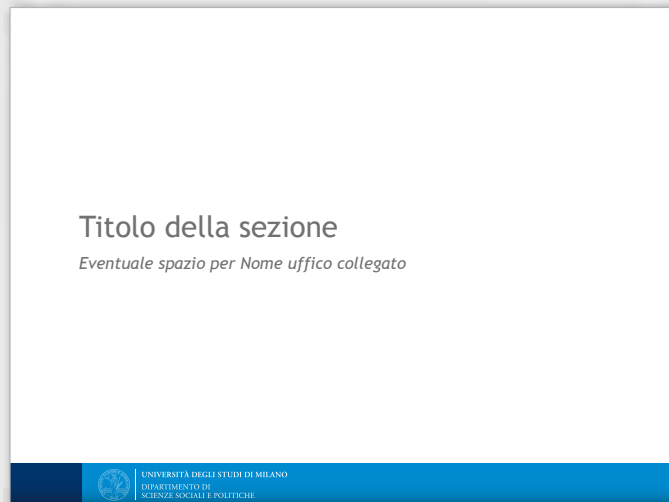 Titolo della sezione
Eventuale spazio per Nome uffico collegato
UNIVERSITÀ DEGLI STUDI DI MILANO
DIPARTIMENTO DI
SCIENZE SOCIALI E POLITICHE